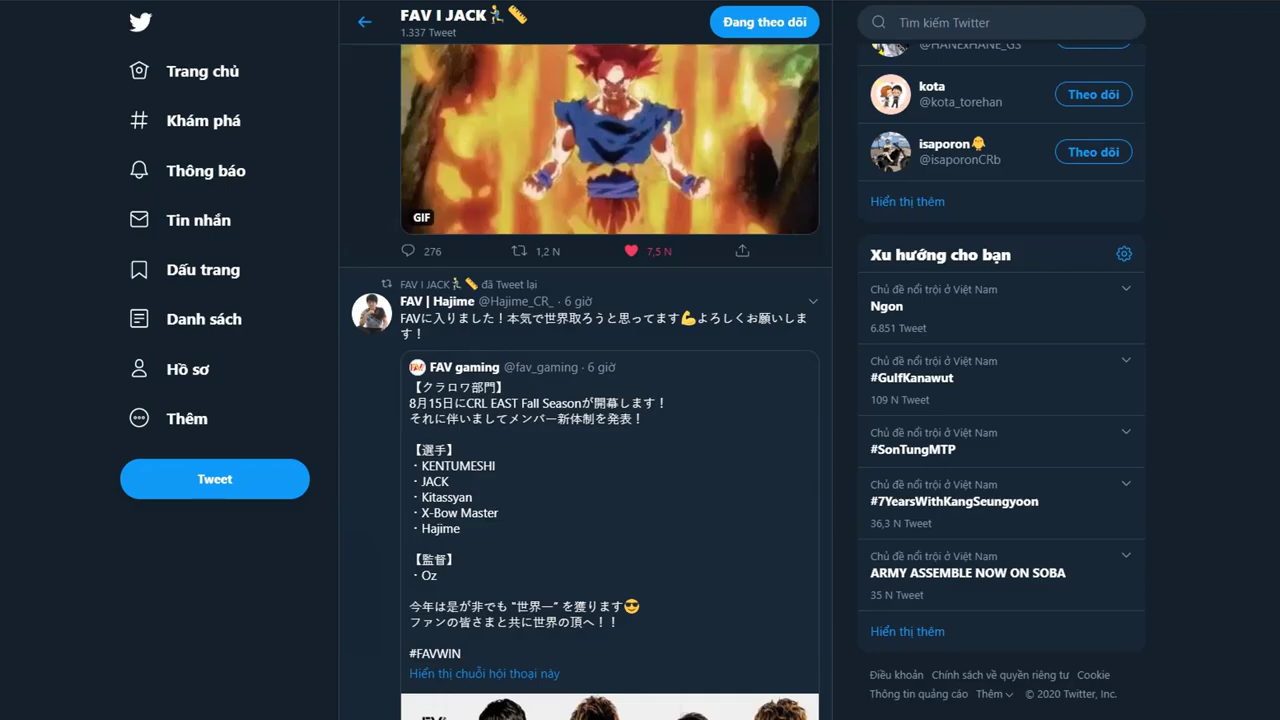 Trang chủ
Khám phá
Thông báo
Tin nhắn
Dấu trang
Danh sách
Hồ sơ
Thêm
Tweet
FAV I JACK🏃‍♂️📏
1.337 Tweet
Đang theo dõi
GIF
276
1,2 N
7,5 N
FAV I JACK🏃‍♂️📏 đã Tweet lại
FAV | Hajime @Hajime_CR_ · 6 giờ
FAVに入りました！本気で世界取ろうと思ってます💪よろしくお願いしま
す！
FAV gaming @fav_gaming · 6 giờ
【クラロワ部門】
8月15日にCRL EAST Fall Seasonが開幕します！
それに伴いましてメンバー新体制を発表！
【選手】
・KENTUMESHI
・JACK
・Kitassyan
・X-Bow Master
・Hajime
【監督】
・Oz
今年は是が非でも “世界一” を獲ります😎
ファンの皆さまと共に世界の頂へ！！
#FAVWIN
Hiển thị chuỗi hội thoại này
Tìm kiếm Twitter
@HANExHANE_GS
kota
@kota_torehan
Theo dõi
isaporon🐥
@isaporonCRb
Theo dõi
Hiển thị thêm
Xu hướng cho bạn
Chủ đề nổi trội ở Việt Nam
Ngon
6.851 Tweet
Chủ đề nổi trội ở Việt Nam
#GulfKanawut
109 N Tweet
Chủ đề nổi trội ở Việt Nam
#SonTungMTP
Chủ đề nổi trội ở Việt Nam
#7YearsWithKangSeungyoon
36,3 N Tweet
Chủ đề nổi trội ở Việt Nam
ARMY ASSEMBLE NOW ON SOBA
35 N Tweet
Hiển thị thêm
Điều khoản Chính sách về quyền riêng tư Cookie
Thông tin quảng cáo Thêm © 2020 Twitter, Inc.